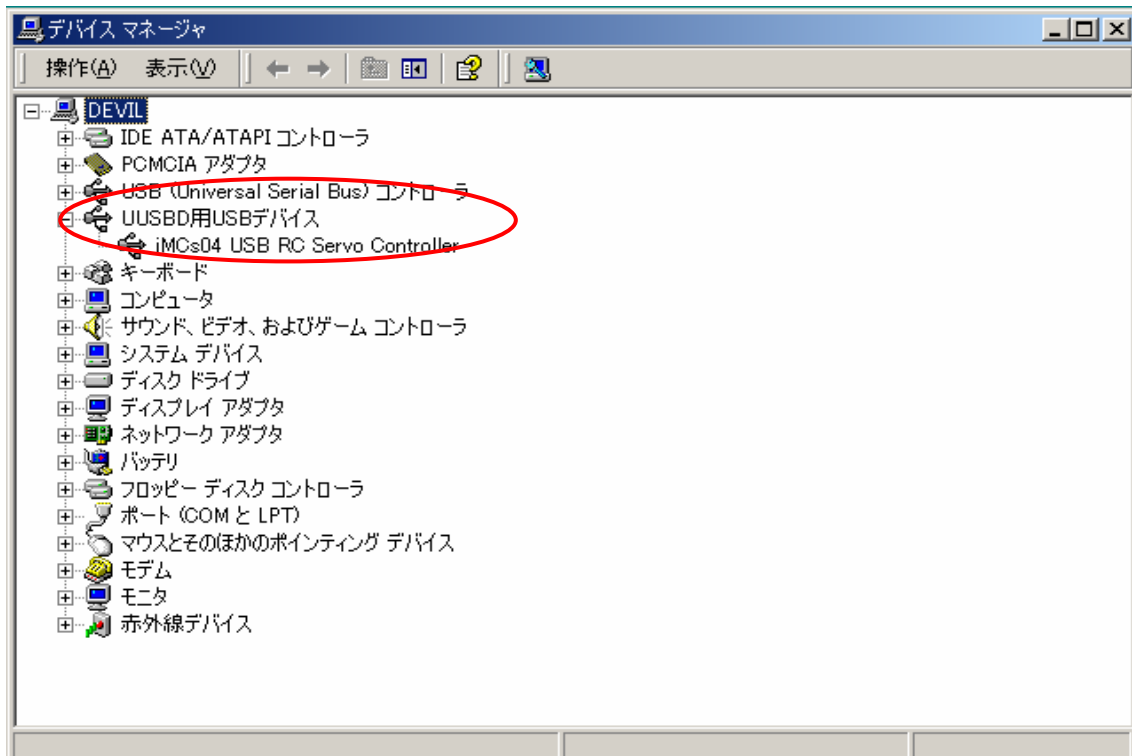 デバイス マネージャ
操作(A) 表示(V)
DEVIL
IDE ATA/ATAPI コントローラ
PCMCIA アダプタ
USB (Universal Serial Bus) コントローラ
UUSBD用USBデバイス
iMCs04 USB RC Servo Controller
キーボード
コンピュータ
サウンド、ビデオ、およびゲーム コントローラ
システム デバイス
ディスク ドライブ
ディスプレイ アダプタ
ネットワーク アダプタ
バッテリ
フロッピー ディスク コントローラ
ポート (COM と LPT)
マウスとそのほかのポインティング デバイス
モデム
モニタ
赤外線デバイス